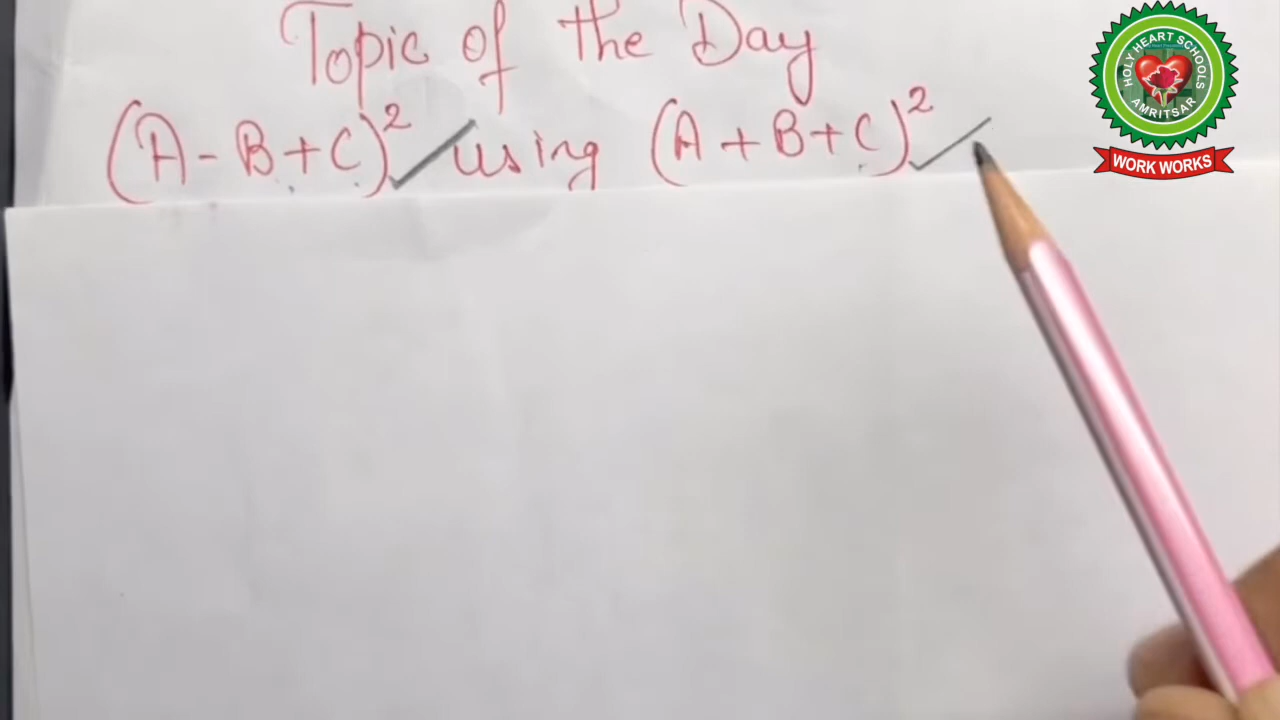 Topic of the Day
(A - B + C)² using (A + B + C)²
HOLY HEART SCHOOLS
AMRITSAR
WORK WORKS